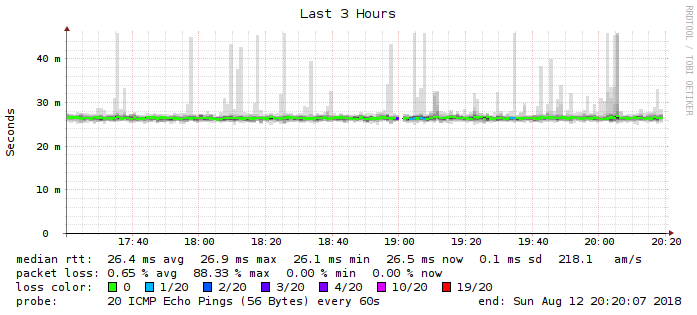 Last 3 Hours
RRDTOOL / TOBI OETIKER
Seconds
40 m
30 m
20 m
10 m
0
17:40 18:00 18:20 18:40 19:00 19:20 19:40 20:00 20:20
median rtt: 26.4 ms avg 26.9 ms max 26.1 ms min 26.5 ms now 0.1 ms sd 218.1 am/s
packet loss: 0.65 % avg 88.33 % max 0.00 % min 0.00 % now
loss color: 0 1/20 2/20 3/20 4/20 10/20 19/20
probe: 20 ICMP Echo Pings (56 Bytes) every 60s end: Sun Aug 12 20:20:07 2018